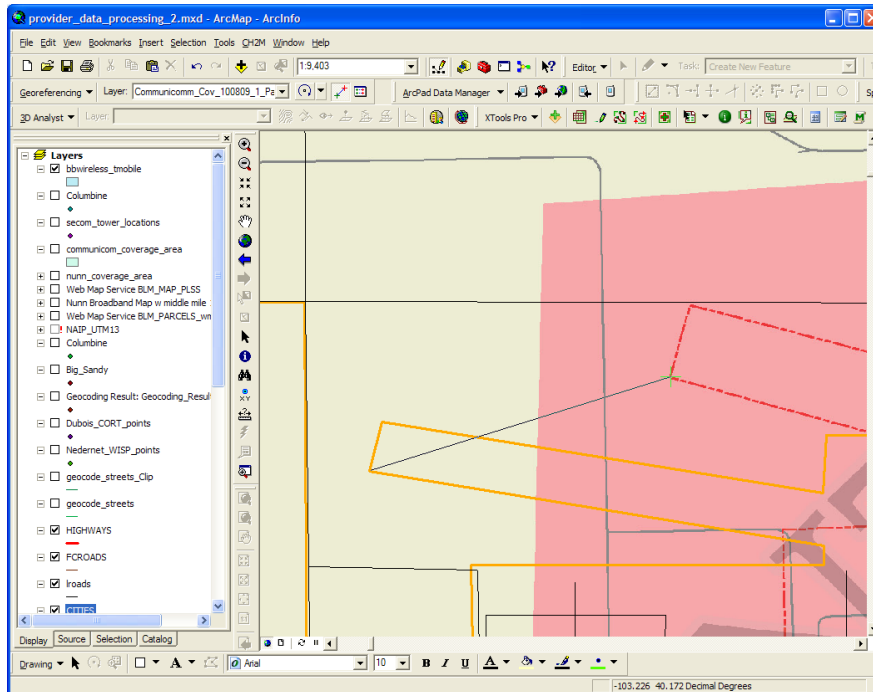 provider_data_processing_2.mxd - ArcMap - ArcInfo
File Edit View Bookmarks Insert Selection Tools CH2M Window Help
1:9,403 Editor Task: Create New Feature
Georeferencing Layer: Communicomm_Cov_100809_1_Pa ArcPad Data Manager Sp
3D Analyst Layer: XTools Pro
Layers
bbwireless_tmobile
Columbine
secom_tower_locations
communicom_coverage_area
nunn_coverage_area
Web Map Service BLM_MAP_PLSS
Nunn Broadband Map w middle mile
Web Map Service BLM_PARCELS_wm
NAIP_UTM13
Columbine
Big_Sandy
Geocoding Result: Geocoding_Result
Dubois_CORT_points
Nedernet_WISP_points
geocode_streets_Clip
geocode_streets
HIGHWAYS
FCROADS
lroads
CITIES
Display Source Selection Catalog
Drawing A Arial 10 B I U A
-103.226 40.172 Decimal Degrees